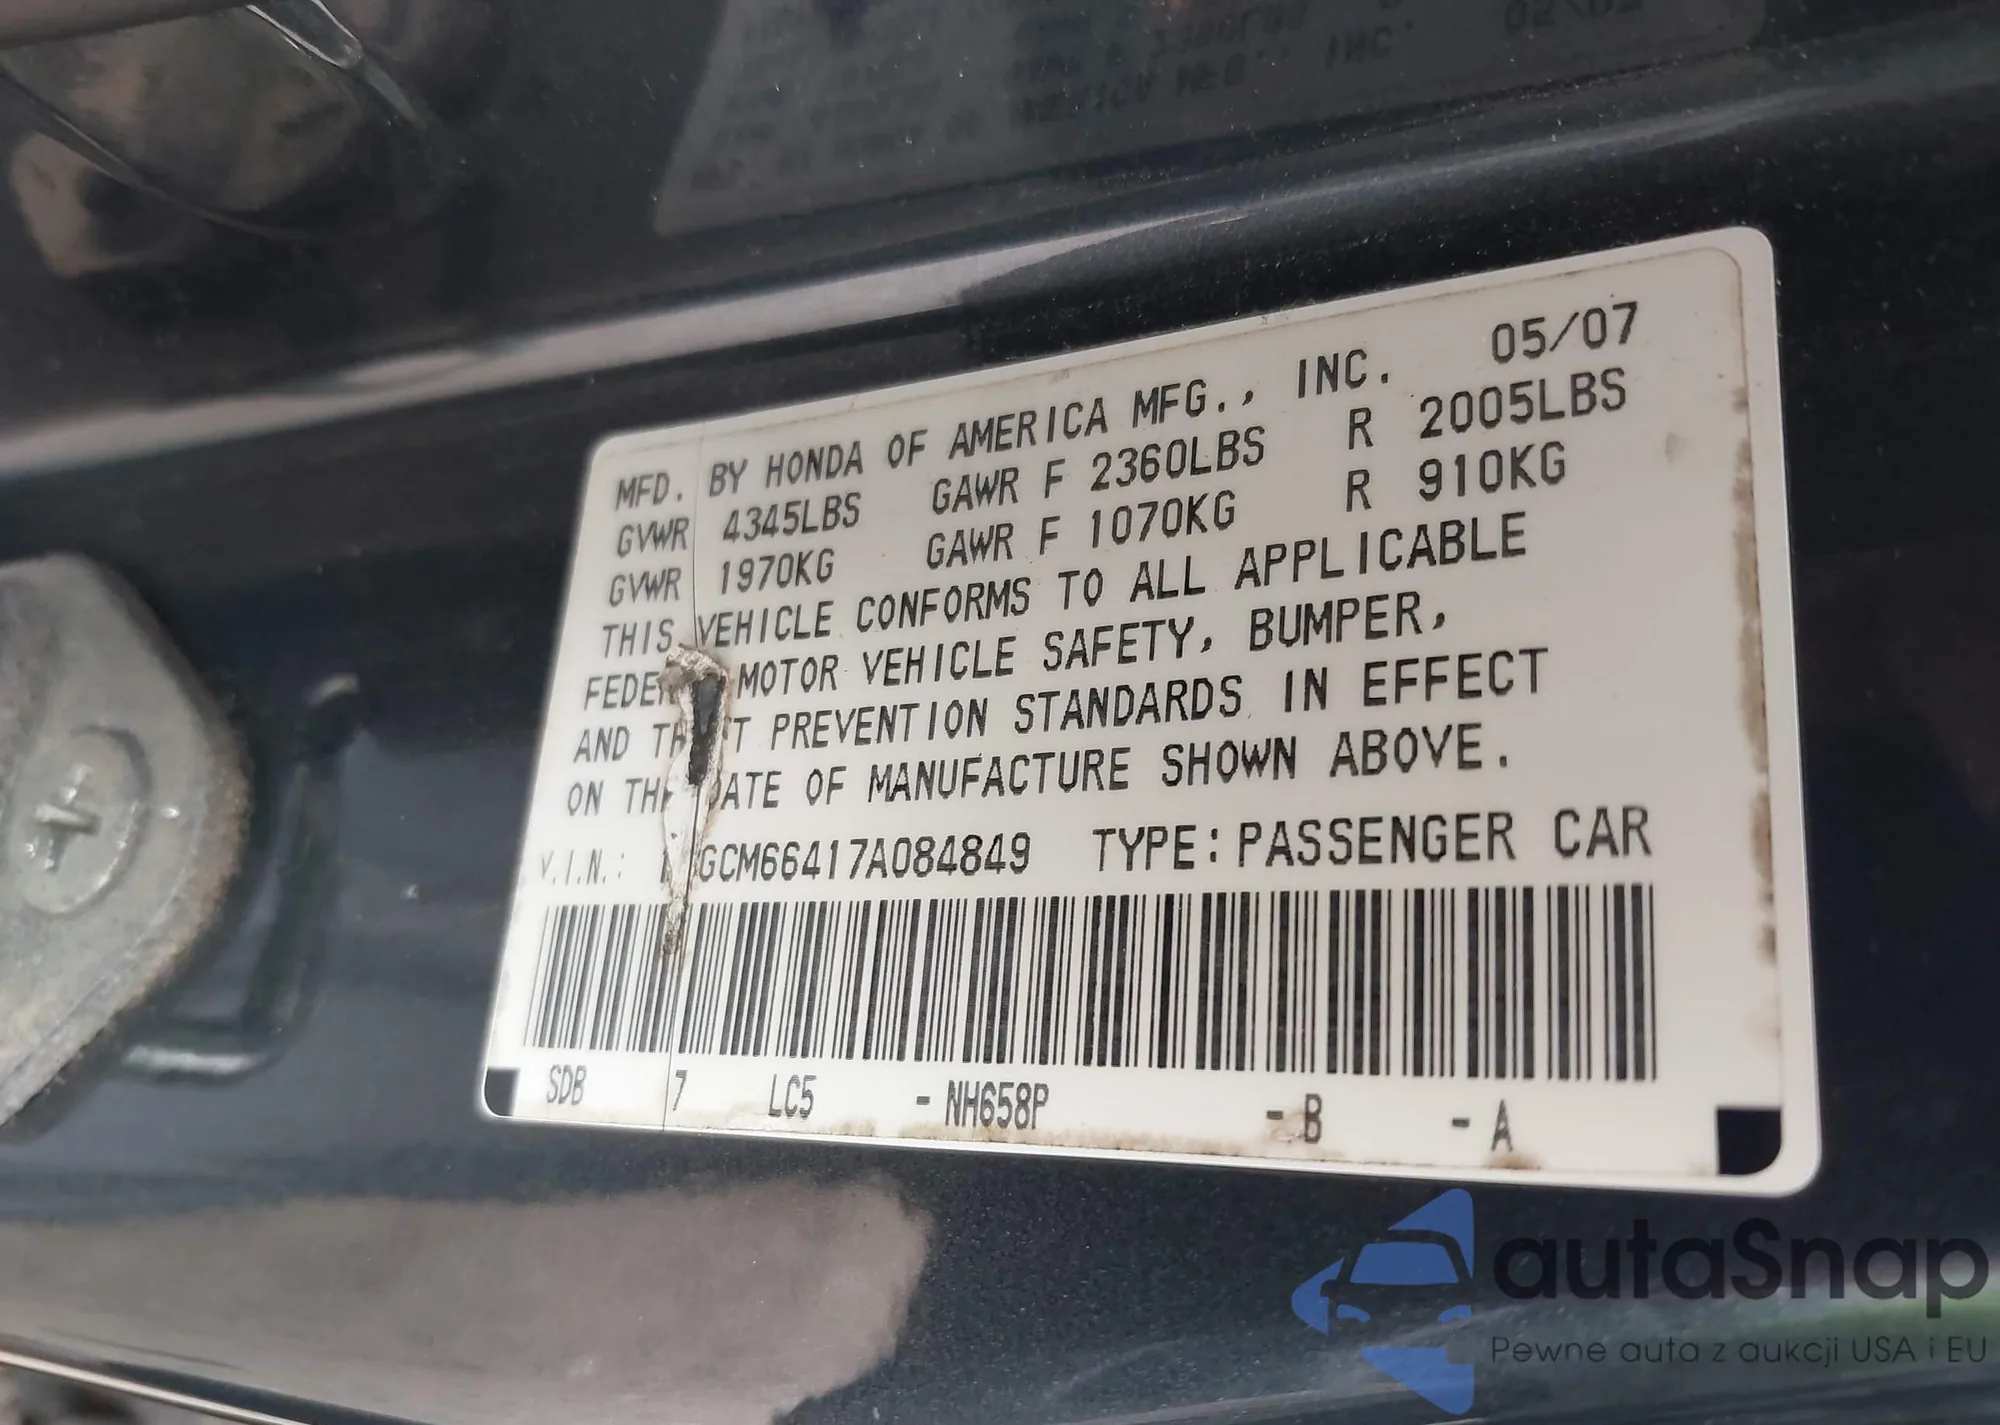 MFD. BY HONDA OF AMERICA MFG., INC. 05/07
GVWR 4345LBS GAWR F 2360LBS R 2005LBS
GVWR 1970KG GAWR F 1070KG R 910KG
THIS VEHICLE CONFORMS TO ALL APPLICABLE
MOTOR VEHICLE SAFETY, BUMPER,
AND PREVENTION STANDARDS IN EFFECT
ON OF MANUFACTURE SHOWN ABOVE.
V.I.N.: GCM66417A084849 TYPE: PASSENGER CAR
SDB 7 LC5 - NH658P - B - A
autaSnap
Pewne auta z aukcji USA i EU